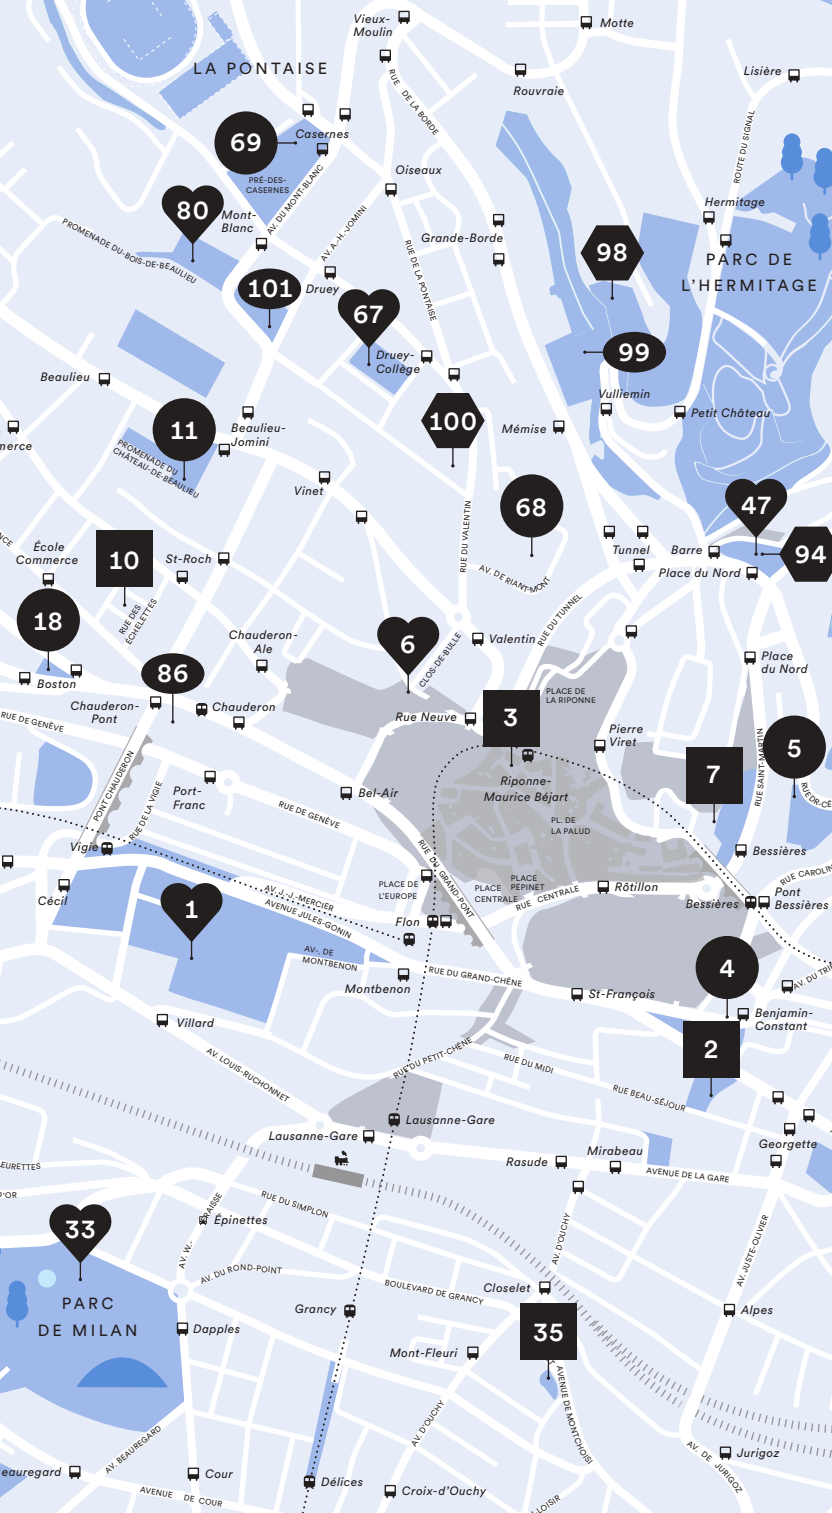 Vieux-
Moulin
Motte
LA PONTAISE
Lisière
Rouvraie
RUE DE LA BORDE
Casernes
69
ROUTE DU SIGNAL
Oiseaux
PRÉ-DES-
CASERNES
80
Mont-
Blanc
AV. DU MONT-BLANC
AV. A.-H.-JOMINI
Hermitage
Grande-Borde
PROMENADE DU-BOIS-DE-BEAULIEU
RUE DE LA PONTAISE
98
PARC DE
L'HERMITAGE
101
Druey
67
99
Druey-
Collège
Beaulieu
Vulliemin
Beaulieu-
Jomini
11
100
Mémise
Petit Château
merce
PROMENADE DU
CHÂTEAU-DE-BEAULIEU
Vinet
68
47
RUE DU VALENTIN
NCE
École
Commerce
10
St-Roch
Tunnel
Barre
94
Place du Nord
AV. DE RIANT-MONT
18
RUE DES
ÉCHELETTES
RUE DU TUNNEL
Chauderon-
Ale
6
Valentin
CLOS-DE-BULLE
Place
du Nord
Boston
86
Chauderon-
Pont
Chauderon
PLACE DE
LA RIPONNE
RUE DE GENÈVE
Rue Neuve
3
Pierre
Viret
5
7
RUE SAINT-MARTIN
Riponne-
Maurice Béjart
PONT CHAUDERON
Port-
Franc
Bel-Air
RUE DE LA VIGIE
RUE DE GENÈVE
PL. DE
LA PALUD
Vigie
Bessières
RUE DU GRAND-PONT
RUE CAROLIN
Cécil
PLACE DE
L'EUROPE
PLACE
CENTRALE
PLACE
PÉPINET
RUE CENTRALE
Rôtillon
Bessières
Pont
Bessières
1
AV. J.-J.-MERCIER
AVENUE JULES-GONIN
Flon
AV-. DE
MONTBENON
4
Montbenon
RUE DU GRAND-CHÊNE
St-François
Villard
Benjamin-
Constant
2
AV. LOUIS-RUCHONNET
RUE DU PETIT-CHÊNE
RUE DU MIDI
RUE BEAU-SÉJOUR
Lausanne-Gare
Lausanne-Gare
Georgette
Rasude
Mirabeau
AVENUE DE LA GARE
EURETTES
D'OR
RUE DU SIMPLON
33
Epinettes
AV. D'OUCHY
AV. JUSTE-OLIVIER
AV. DU ROND-POINT
BOULEVARD DE GRANCY
Closelet
PARC
DE MILAN
Grancy
Alpes
Dapples
35
Mont-Fleuri
AVENUE DE MONTCHOISI
AV. D'OUCHY
AV. BEAUREGARD
AV. DE JURIGOZ
Jurigoz
eauregard
Cour
Délices
Croix-d'Ouchy
AVENUE DE COUR
LOISIR